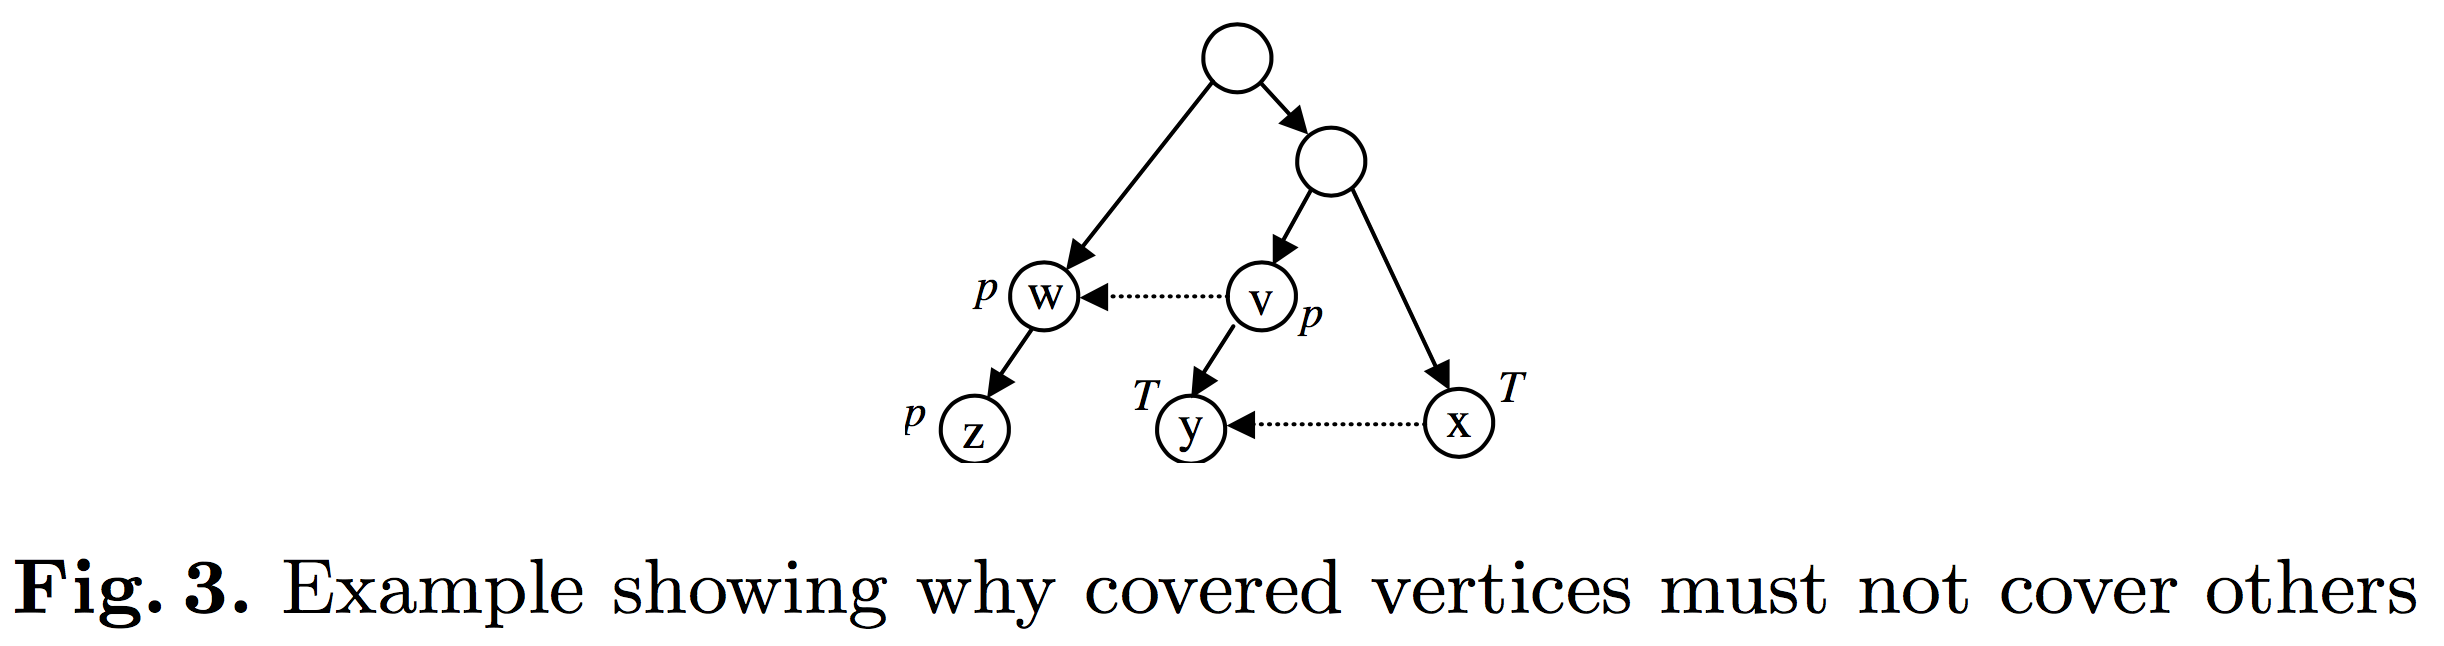 p w v p
T T
p z y x
Fig. 3. Example showing why covered vertices must not cover others